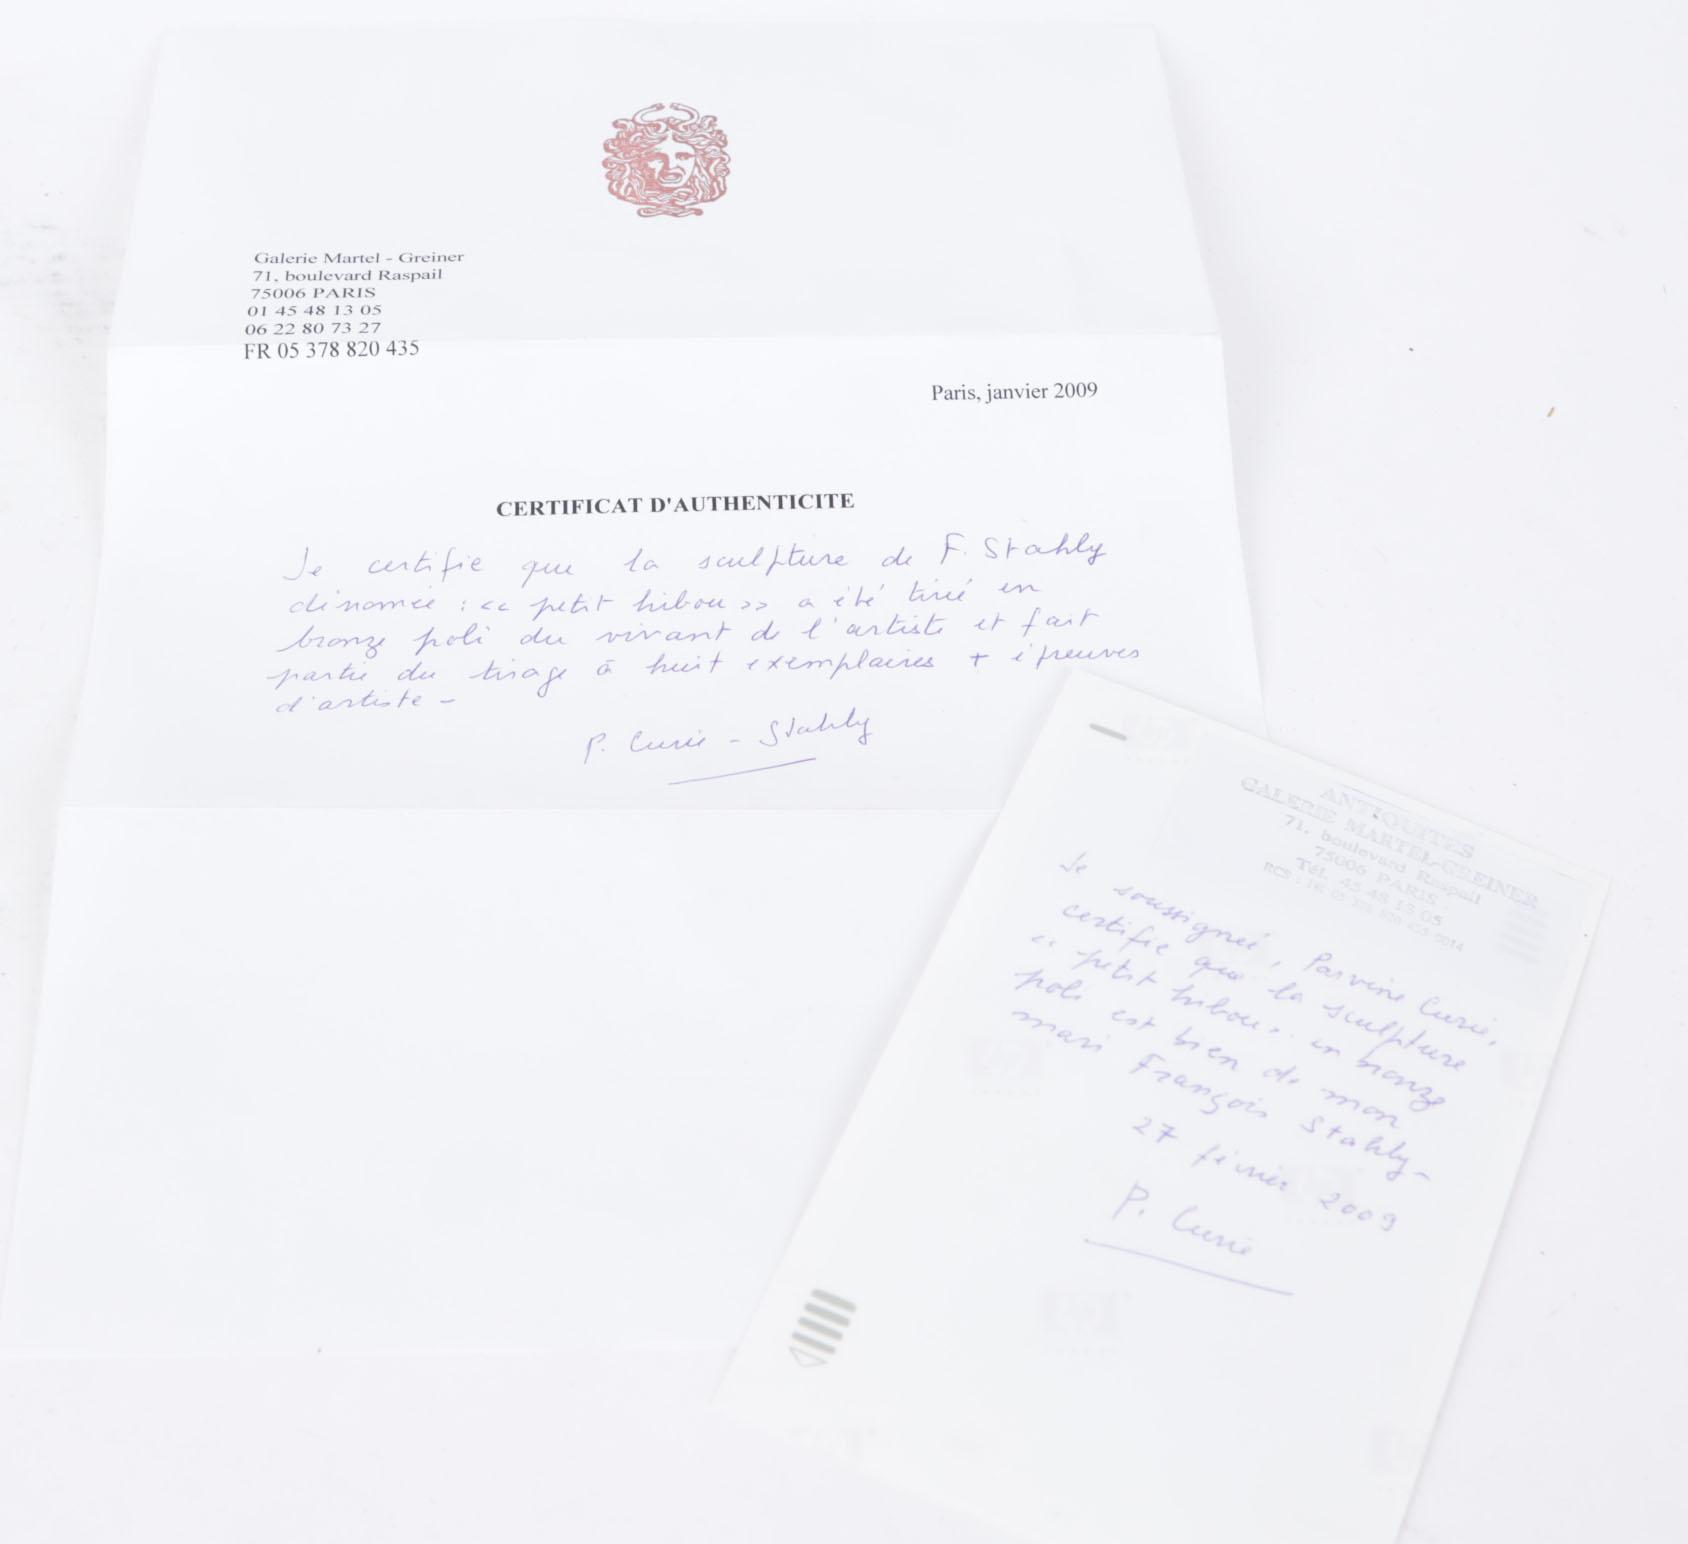 Galerie Martel - Greiner
71, boulevard Raspail
75006 PARIS
01 45 48 13 05
06 22 80 73 27
FR 05 378 820 435
Paris, janvier 2009
CERTIFICAT D'AUTHENTICITE
Je certifie que la sculpture de F. Stahly
dénomée : << petit hibou >> a été tiré en
bronze poli du vivant de l'artiste et fait
partie du tirage à huit exemplaires + épreuves
d'artiste -
P. Curie - Stahly
ANTIQUITES
GALERIE MARTEL-GREINER
71, boulevard Raspail
75006 PARIS
Tél. 45 48 13 05
Je soussignée, Parvine Curie,
certifie que la sculpture
<< petit hibou >> en bronze
poli est bien de mon
mari François Stahly -
27 février 2009
P. Curie